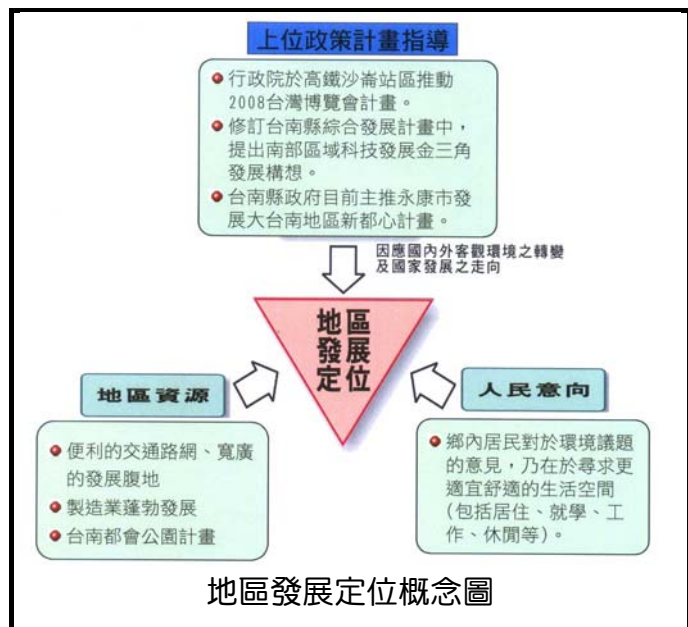 上位政策計畫指導
行政院於高鐵沙崙站區推動
2008台灣博覽會計畫。
修訂台南縣綜合發展計畫中，
提出南部區域科技發展金三角
發展構想。
台南縣政府目前主推永康市發
展大台南地區新都心計畫。
因應國內外客觀環境之轉變
及國家發展之走向
地區
發展
定位
地區資源
便利的交通路網、寬廣
的發展腹地
製造業蓬勃發展
台南都會公園計畫
人民意向
鄉內居民對於環境議題
的意見，乃在於尋求更
適宜舒適的生活空間
(包括居住、就學、工
作、休閒等)。
地區發展定位概念圖